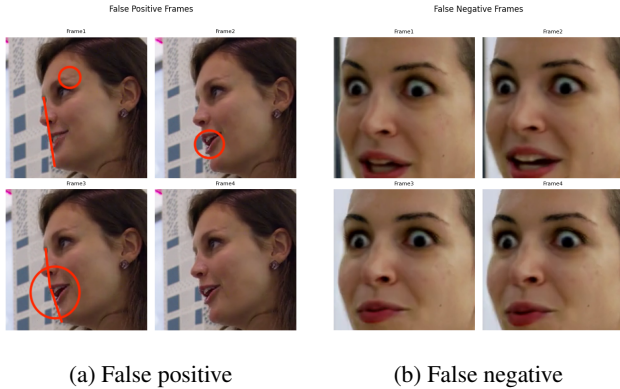 False Positive Frames
False Negative Frames
Frame1
Frame2
Frame1
Frame2
Frame3
Frame4
Frame3
Frame4
(a) False positive
(b) False negative